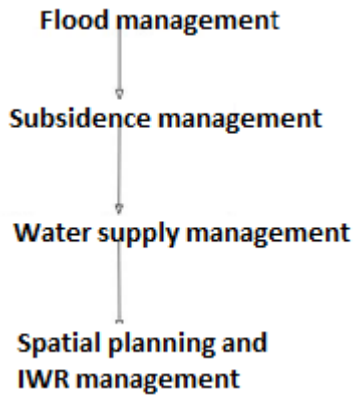 Flood management
Subsidence management
Water supply management
Spatial planning and
IWR management